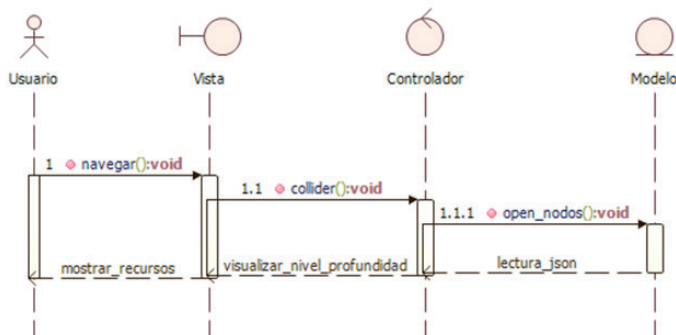 Usuario
Vista
Controlador
Modelo
1 navegar():void
1.1 collider():void
1.1.1 open_nodos():void
mostrar_recursos
visualizar_nivel_profundidad
lectura_json